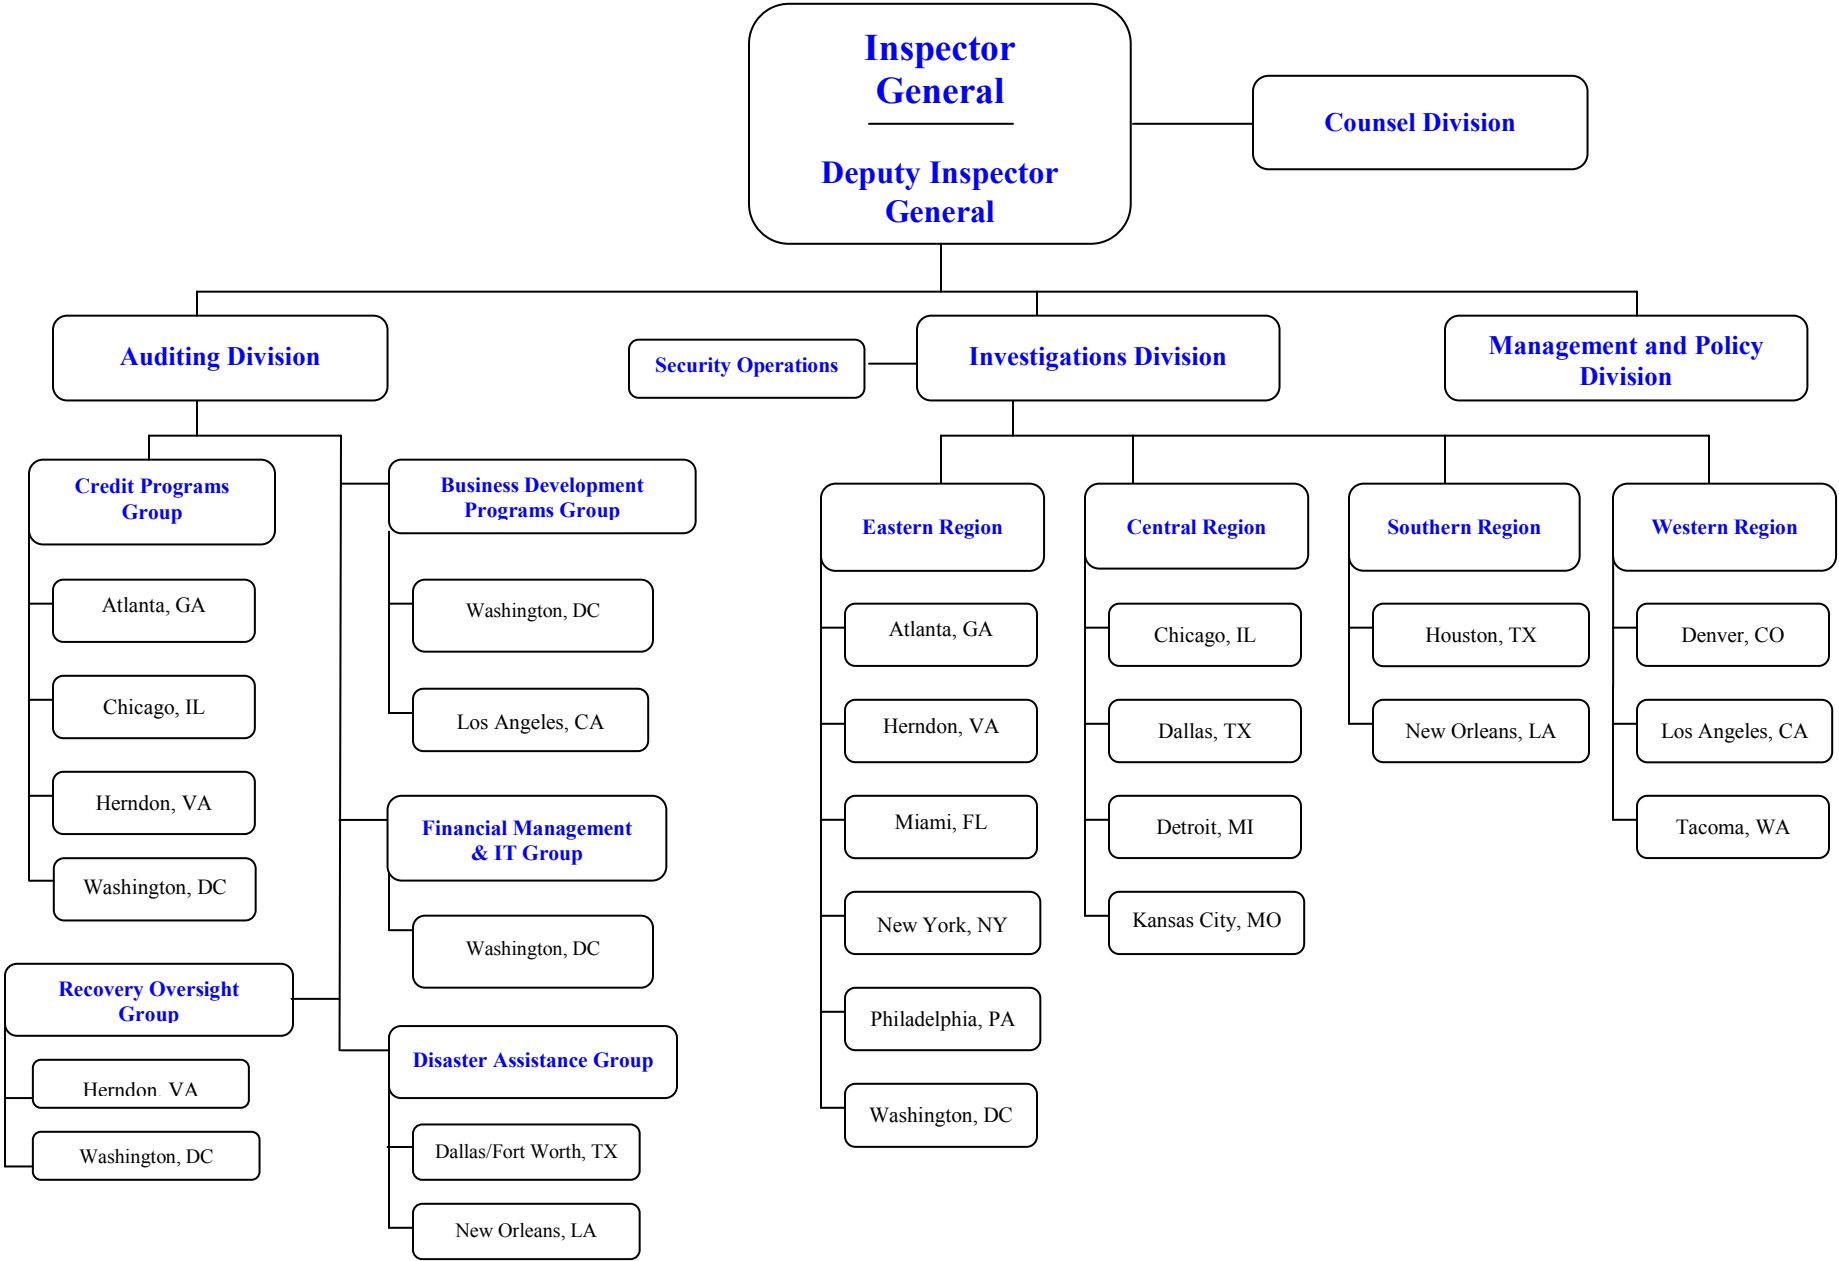 Inspector
General
Deputy Inspector
General
Counsel Division
Auditing Division
Security Operations
Investigations Division
Management and Policy
Division
Credit Programs
Group
Atlanta, GA
Chicago, IL
Herndon, VA
Washington, DC
Recovery Oversight
Group
Herndon, VA
Washington, DC
Business Development
Programs Group
Washington, DC
Los Angeles, CA
Financial Management
& IT Group
Washington, DC
Disaster Assistance Group
Dallas/Fort Worth, TX
New Orleans, LA
Eastern Region
Atlanta, GA
Herndon, VA
Miami, FL
New York, NY
Philadelphia, PA
Washington, DC
Central Region
Chicago, IL
Dallas, TX
Detroit, MI
Kansas City, MO
Southern Region
Houston, TX
New Orleans, LA
Western Region
Denver, CO
Los Angeles, CA
Tacoma, WA